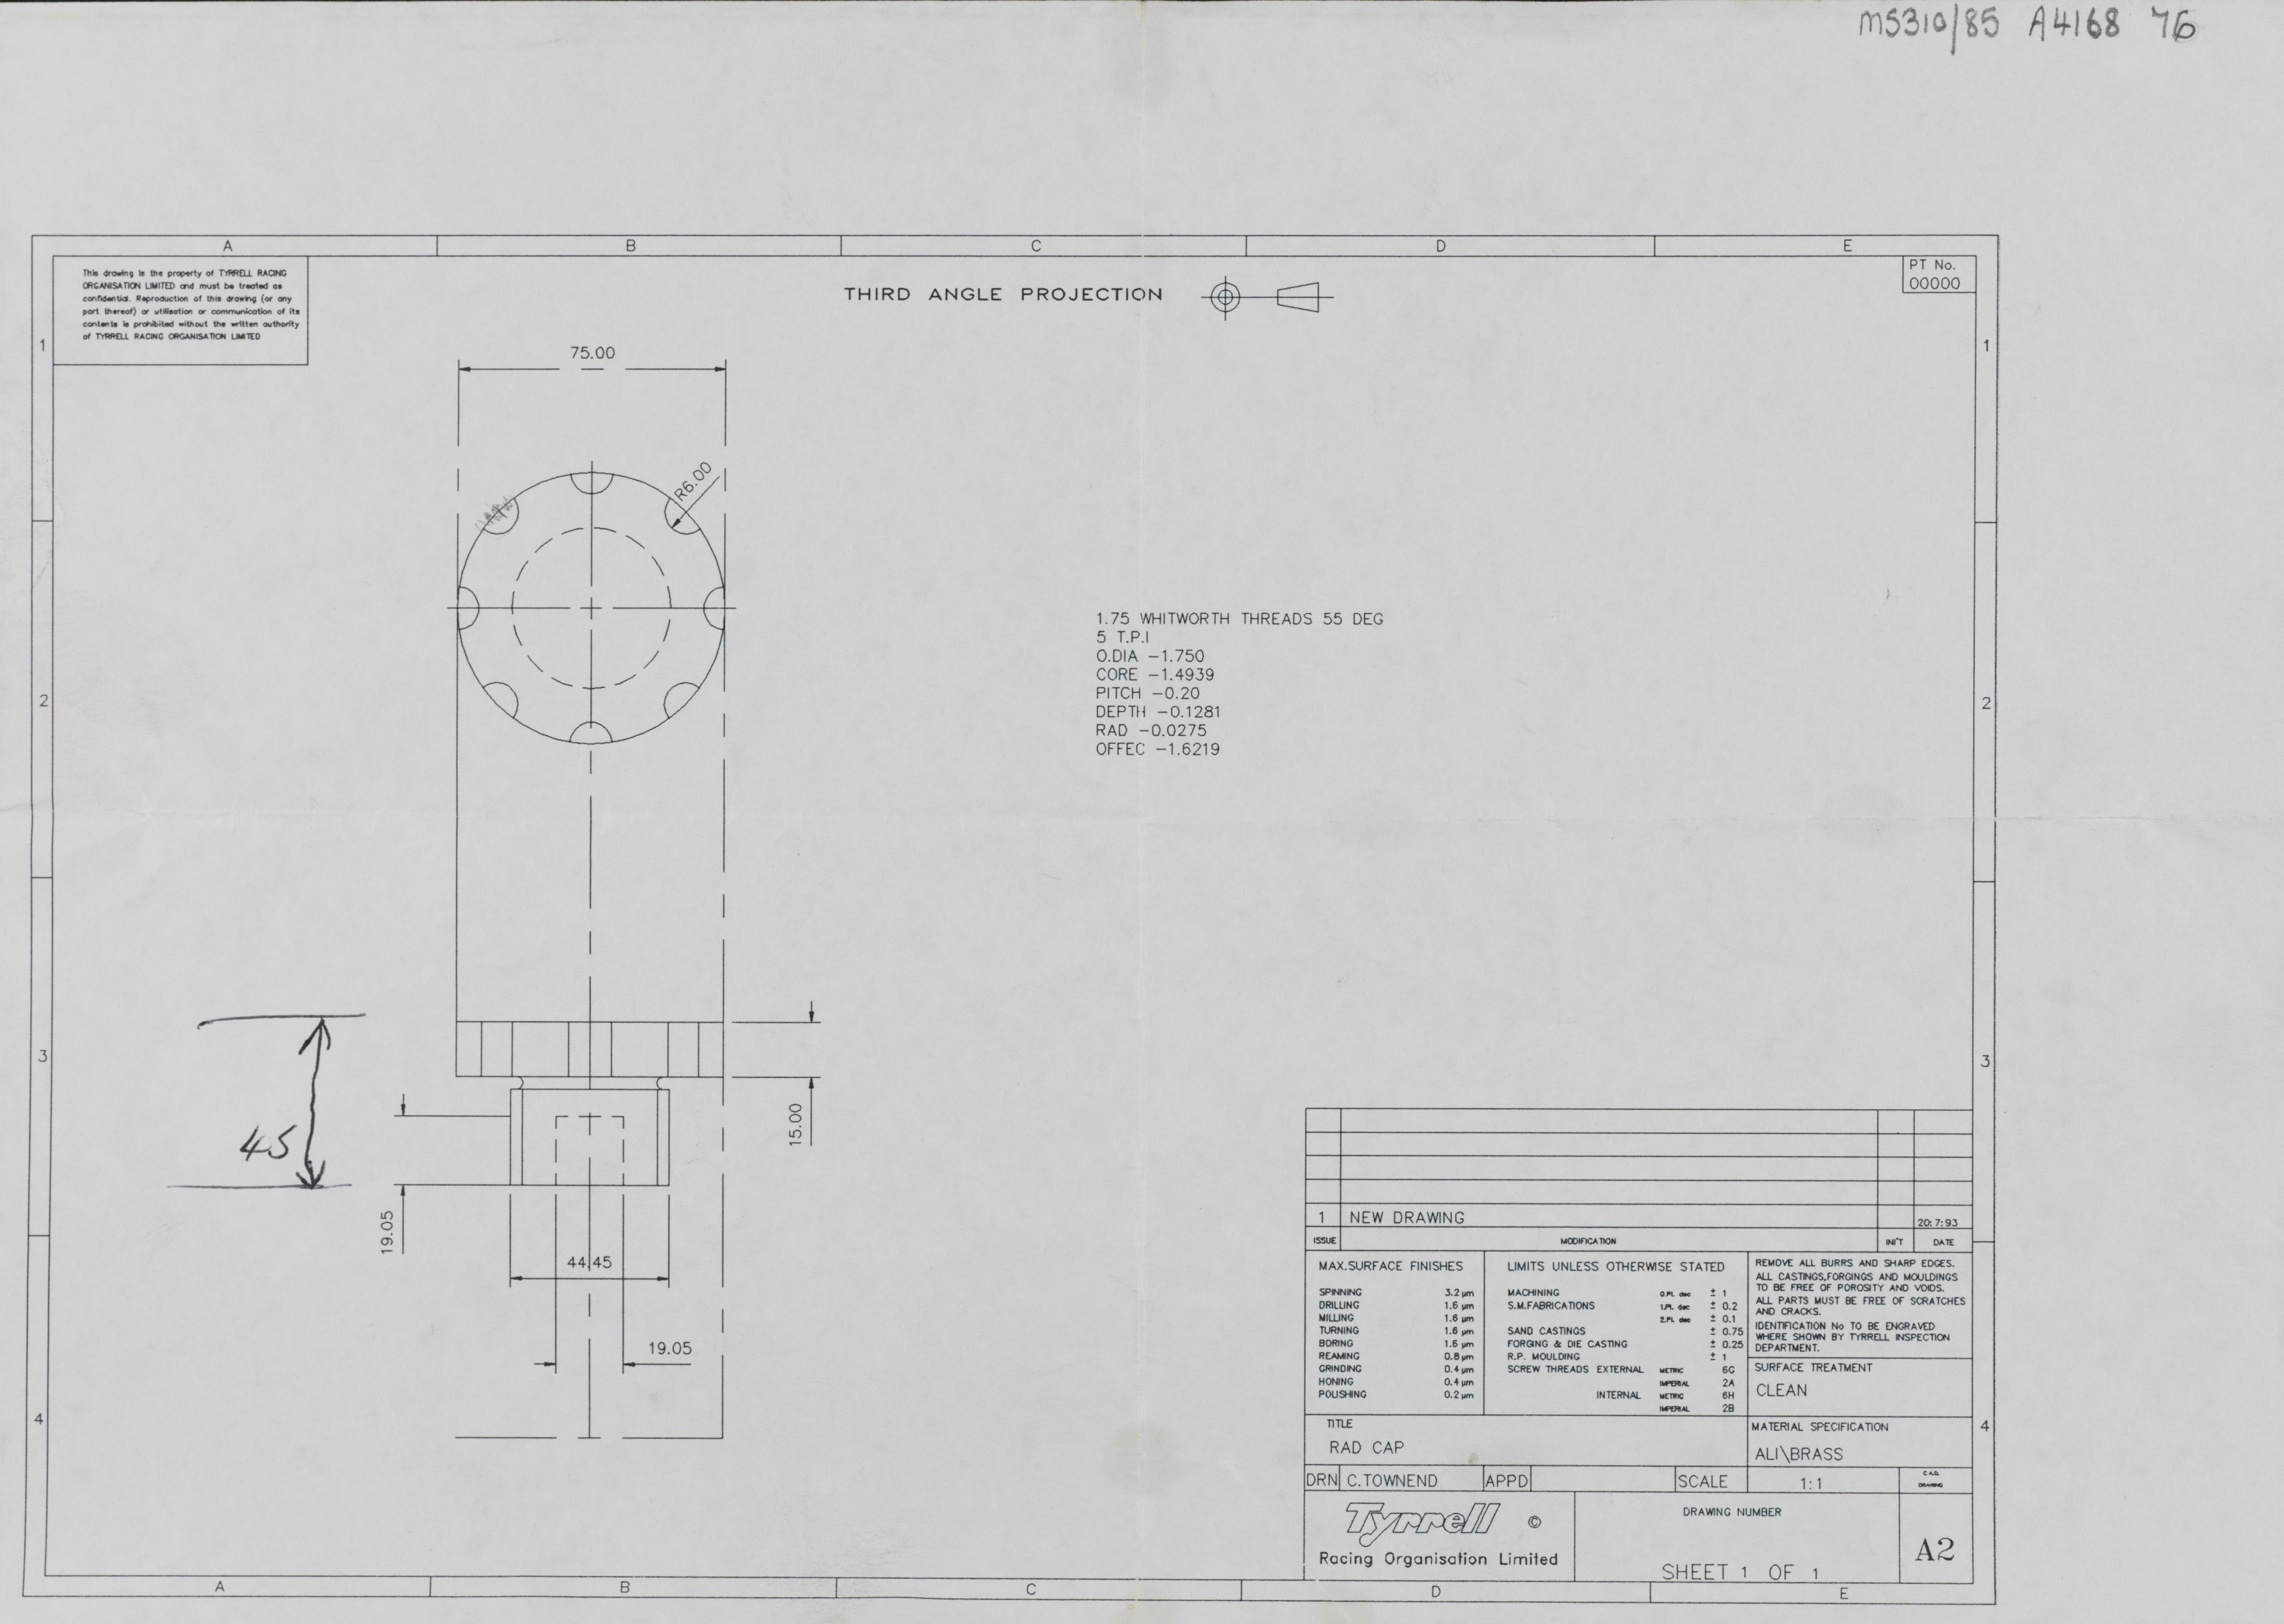 MS310/85 A4168 76
A B C D E
This drawing is the property of TYRRELL RACING
ORGANISATION LIMITED and must be treated as
confidential. Reproduction of this drawing (or any
part thereof) or utilisation or communication of its
contents is prohibited without the written authority
of TYRRELL RACING ORGANISATION LIMITED
THIRD ANGLE PROJECTION
PT No.
00000
1 1
75.00
R6.00
1.75 WHITWORTH THREADS 55 DEG
5 T.P.I
O.DIA -1.750
CORE -1.4939
PITCH -0.20
DEPTH -0.1281
RAD -0.0275
OFFEC -1.6219
2 2
3 3
45
15.00
19.05
44.45
19.05
1 NEW DRAWING 20:7:93
ISSUE MODIFICATION INI'T DATE
MAX.SURFACE FINISHES
SPINNING 3.2 µm
DRILLING 1.6 µm
MILLING 1.6 µm
TURNING 1.6 µm
BORING 1.6 µm
REAMING 0.8 µm
GRINDING 0.4 µm
HONING 0.4 µm
POLISHING 0.2 µm
LIMITS UNLESS OTHERWISE STATED
MACHINING 0.PL dec ± 1
S.M.FABRICATIONS 1.PL dec ± 0.2
2.PL dec ± 0.1
SAND CASTINGS ± 0.75
FORGING & DIE CASTING ± 0.25
R.P. MOULDING ± 1
SCREW THREADS EXTERNAL METRIC 6G
IMPERIAL 2A
INTERNAL METRIC 6H
IMPERIAL 2B
REMOVE ALL BURRS AND SHARP EDGES.
ALL CASTINGS,FORGINGS AND MOULDINGS
TO BE FREE OF POROSITY AND VOIDS.
ALL PARTS MUST BE FREE OF SCRATCHES
AND CRACKS.
IDENTIFICATION No TO BE ENGRAVED
WHERE SHOWN BY TYRRELL INSPECTION
DEPARTMENT.
SURFACE TREATMENT
CLEAN
4 4
TITLE
RAD CAP
MATERIAL SPECIFICATION
ALI\BRASS
DRN C.TOWNEND APPD SCALE 1:1
C.A.D.
DRAWING
Tyrrell ©
Racing Organisation Limited
DRAWING NUMBER
SHEET 1 OF 1
A2
A B C D E